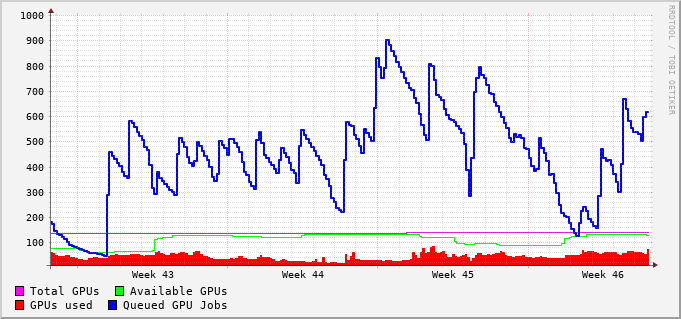 1000
900
800
700
600
500
400
300
200
100
Week 43 Week 44 Week 45 Week 46
Total GPUs Available GPUs
GPUs used Queued GPU Jobs
RRDTOOL / TOBI OETIKER